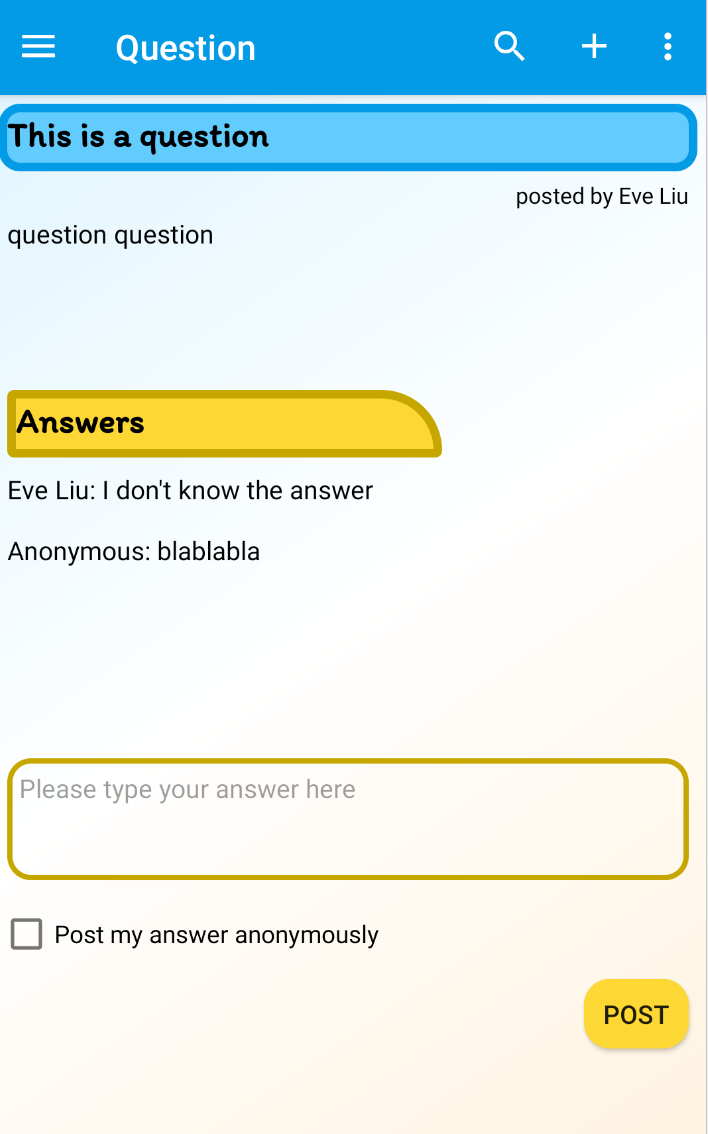 Question
This is a question
posted by Eve Liu
question question
Answers
Eve Liu: I don't know the answer
Anonymous: blablabla
Please type your answer here
Post my answer anonymously
POST